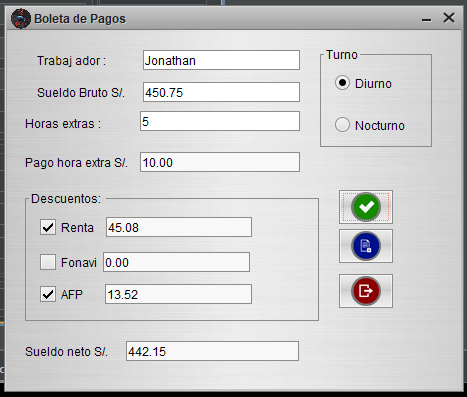 Boleta de Pagos
Trabaj ador :
Jonathan
Turno
Sueldo Bruto S/.
450.75
Diurno
Horas extras :
5
Nocturno
Pago hora extra S/.
10.00
Descuentos:
Renta
45.08
Fonavi
0.00
AFP
13.52
Sueldo neto S/.
442.15